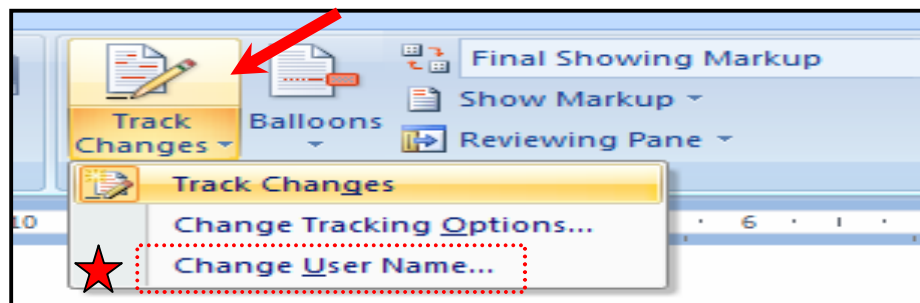 Final Showing Markup
Track Changes
Balloons
Show Markup
Reviewing Pane
Track Changes
10
6
Change Tracking Options...
Change User Name...